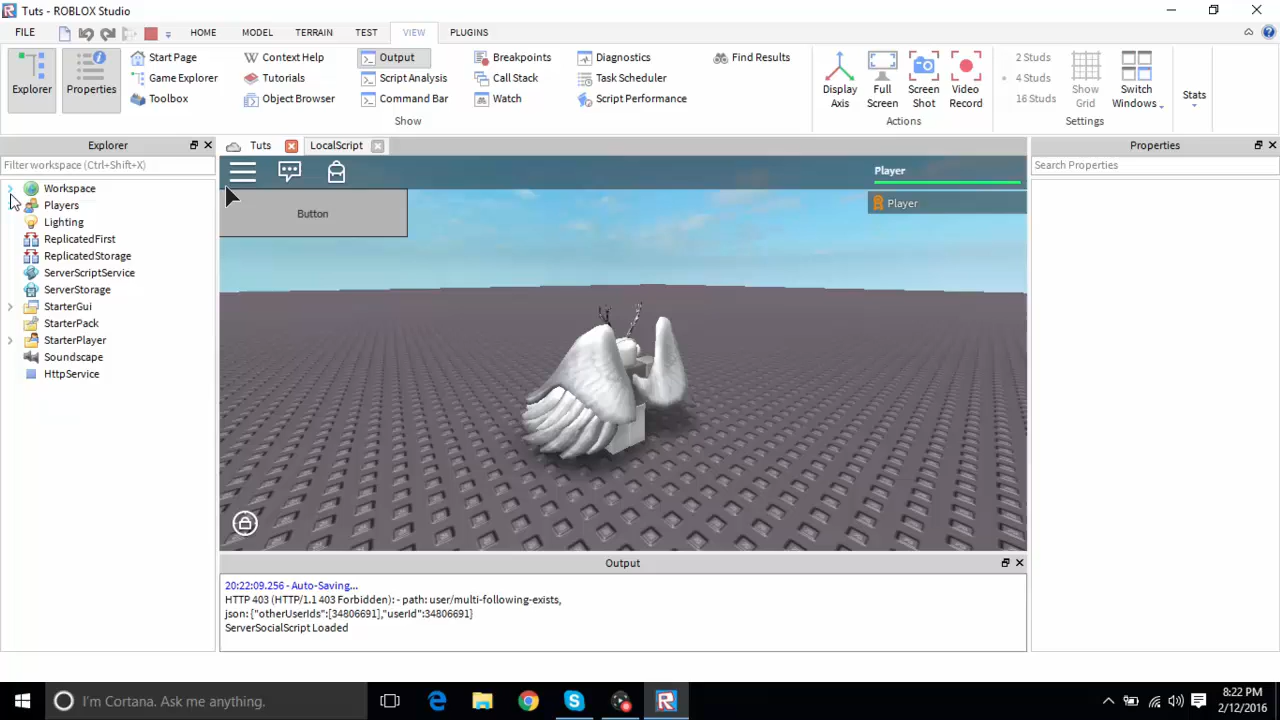 Tuts - ROBLOX Studio
FILE HOME MODEL TERRAIN TEST VIEW PLUGINS
Explorer
Properties
Start Page
Game Explorer
Toolbox
Context Help
Tutorials
Object Browser
Output
Script Analysis
Command Bar
Breakpoints
Call Stack
Watch
Diagnostics
Task Scheduler
Script Performance
Find Results
Show
Display Axis
Full Screen
Screen Shot
Video Record
Actions
2 Studs
4 Studs
16 Studs
Show Grid
Switch Windows
Settings
Stats
Explorer
Filter workspace (Ctrl+Shift+X)
Workspace
Players
Lighting
ReplicatedFirst
ReplicatedStorage
ServerScriptService
ServerStorage
StarterGui
StarterPack
StarterPlayer
Soundscape
HttpService
Tuts
LocalScript
Button
Player
Player
Properties
Search Properties
Output
20:22:09.256 - Auto-Saving...
HTTP 403 (HTTP/1.1 403 Forbidden): - path: user/multi-following-exists,
json: {"otherUserIds":[34806691],"userId":34806691}
ServerSocialScript Loaded
I'm Cortana. Ask me anything.
8:22 PM
2/12/2016